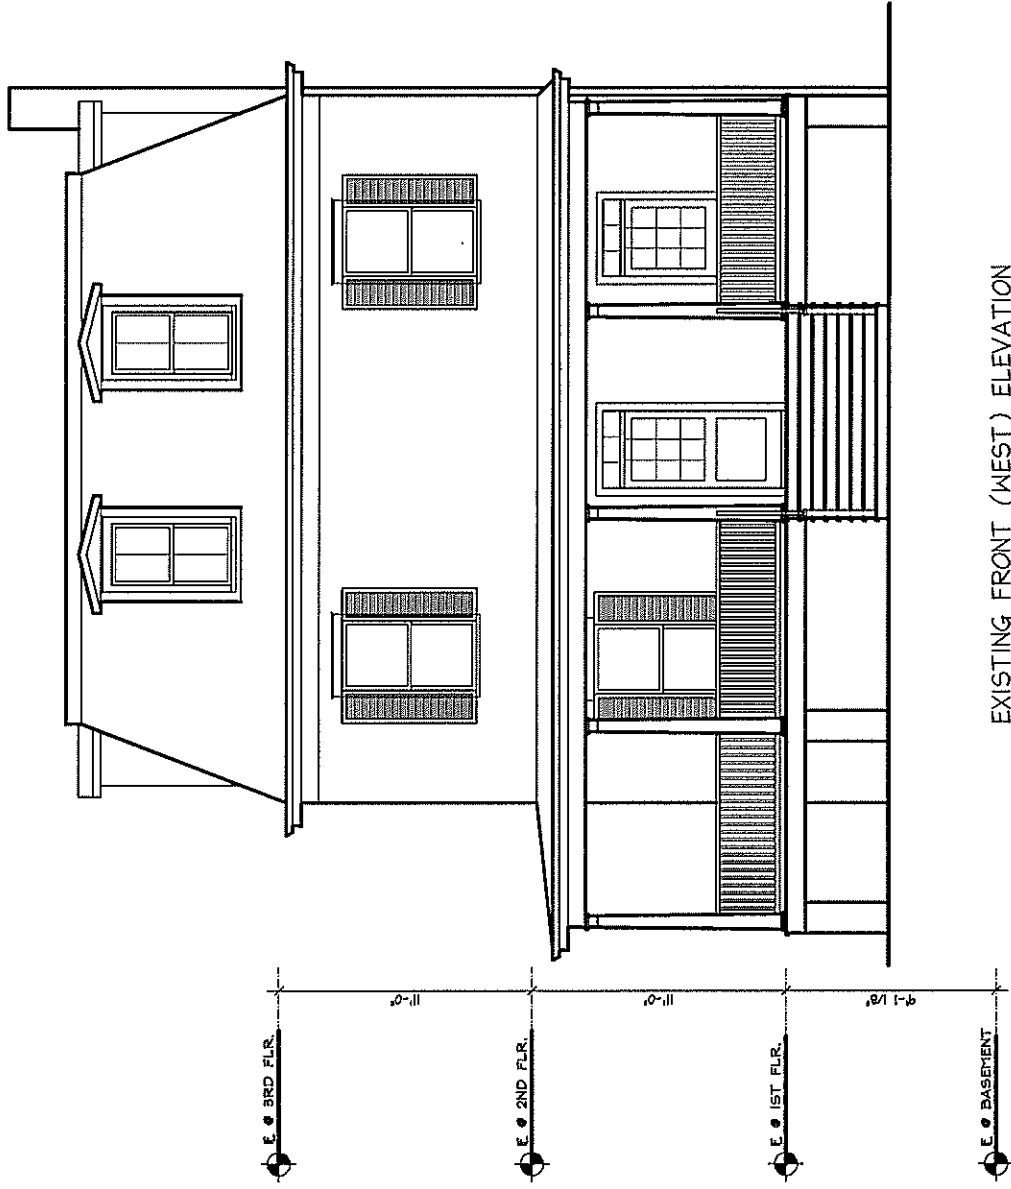 E @ 3RD FLR.
11'-0"
E @ 2ND FLR.
11'-0"
E @ 1ST FLR.
9'-1 1/8"
E @ BASEMENT
EXISTING FRONT (WEST) ELEVATION